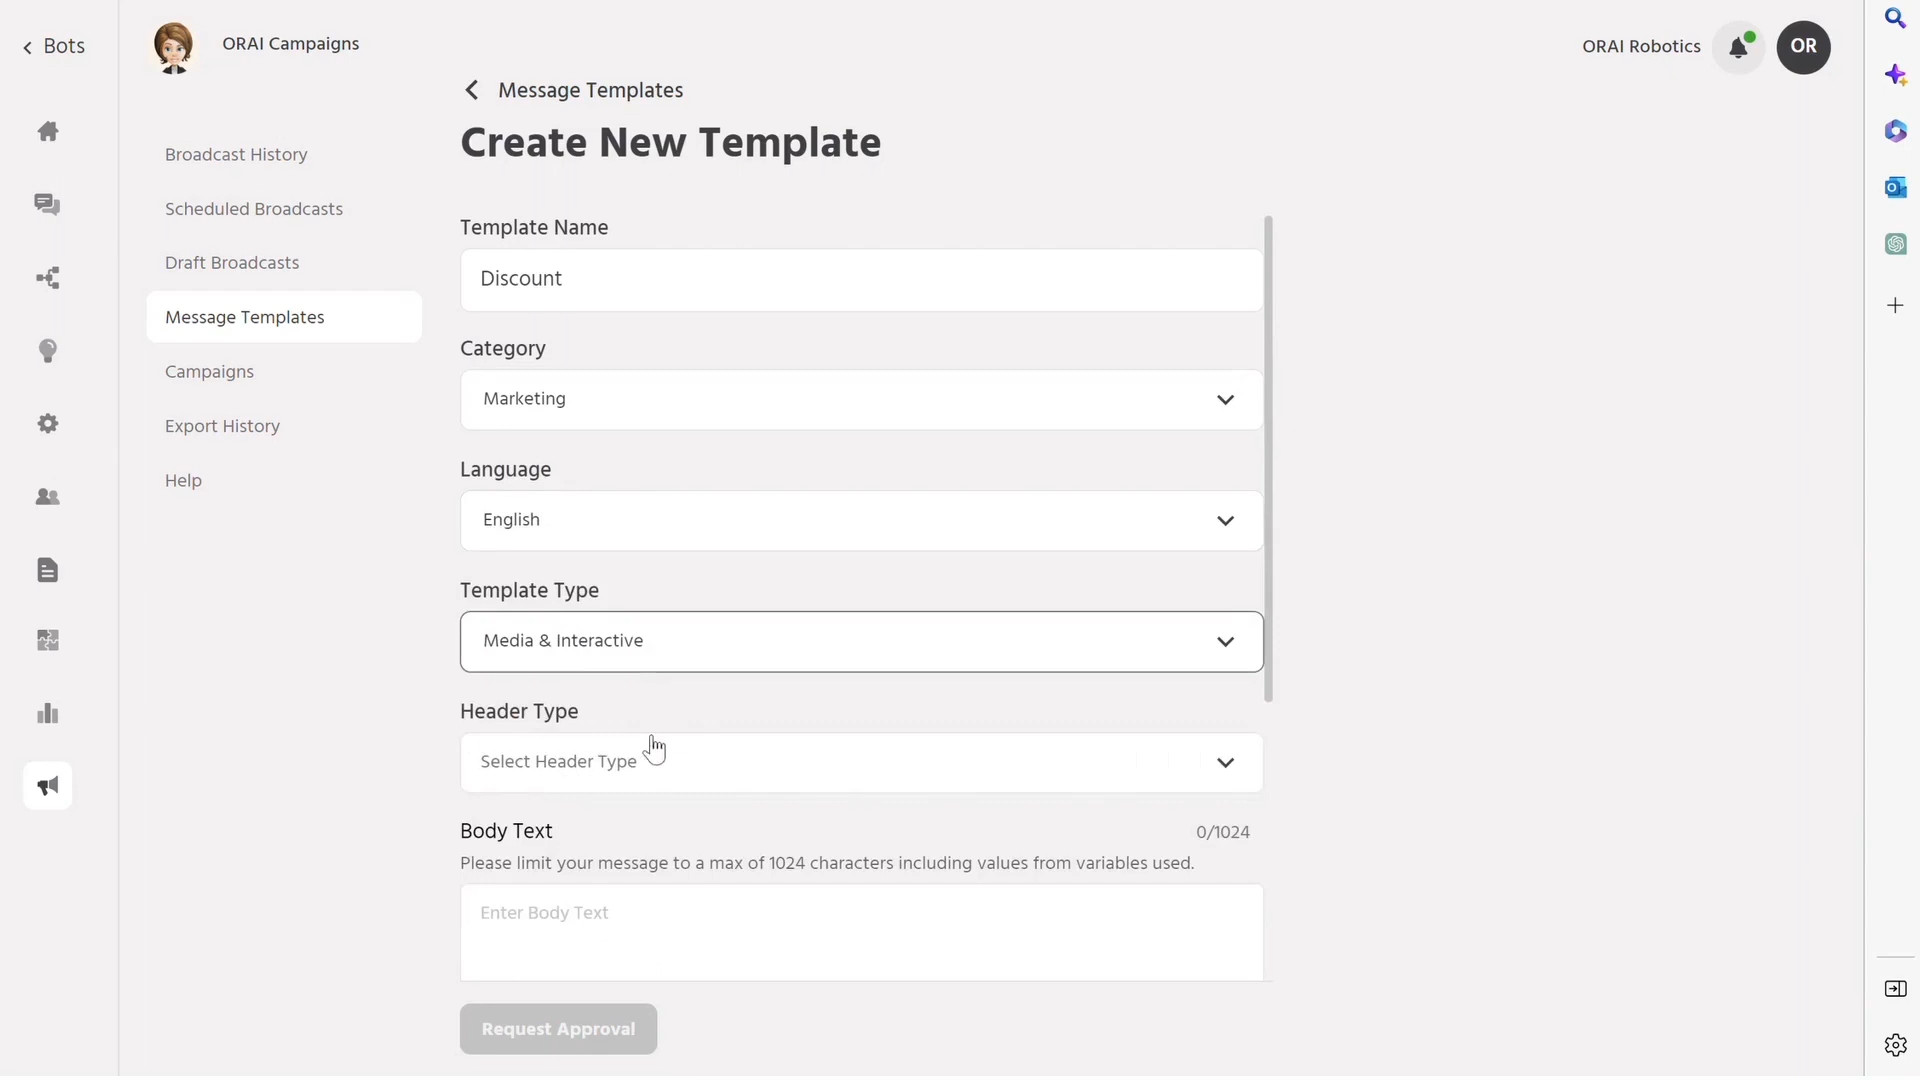 Bots
ORAI Campaigns
ORAI Robotics
OR
Message Templates
Create New Template
Broadcast History
Scheduled Broadcasts
Draft Broadcasts
Message Templates
Campaigns
Export History
Help
Template Name
Discount
Category
Marketing
Language
English
Template Type
Media & Interactive
Header Type
Select Header Type
Body Text
0/1024
Please limit your message to a max of 1024 characters including values from variables used.
Enter Body Text
Request Approval